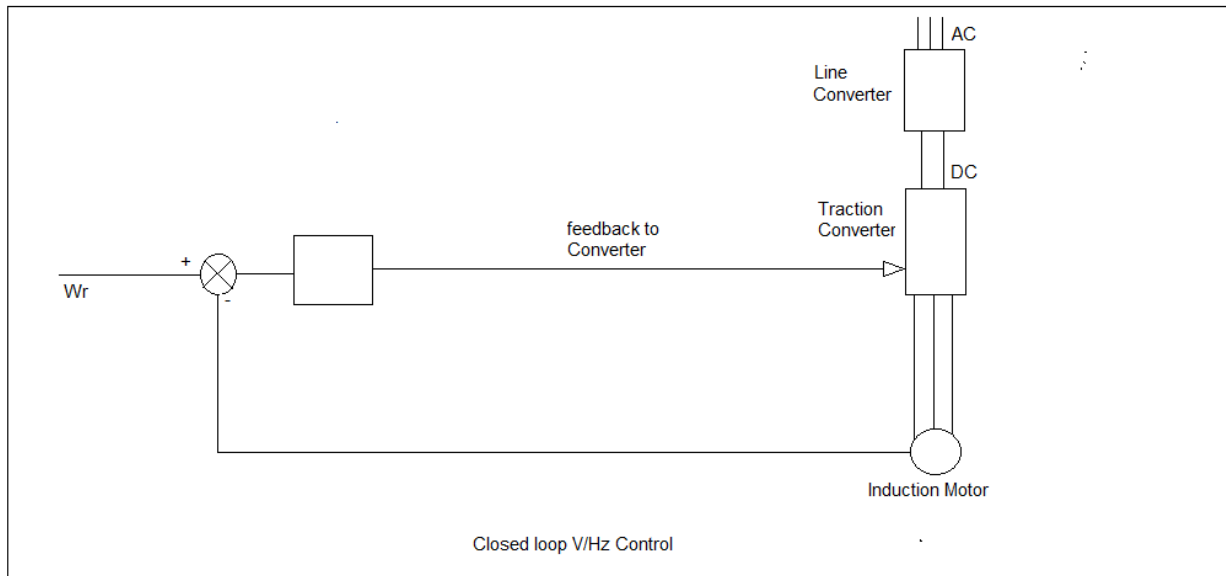 AC
Line
Converter
DC
Traction
Converter
feedback to
Converter
+
Wr
-
Induction Motor
Closed loop V/Hz Control